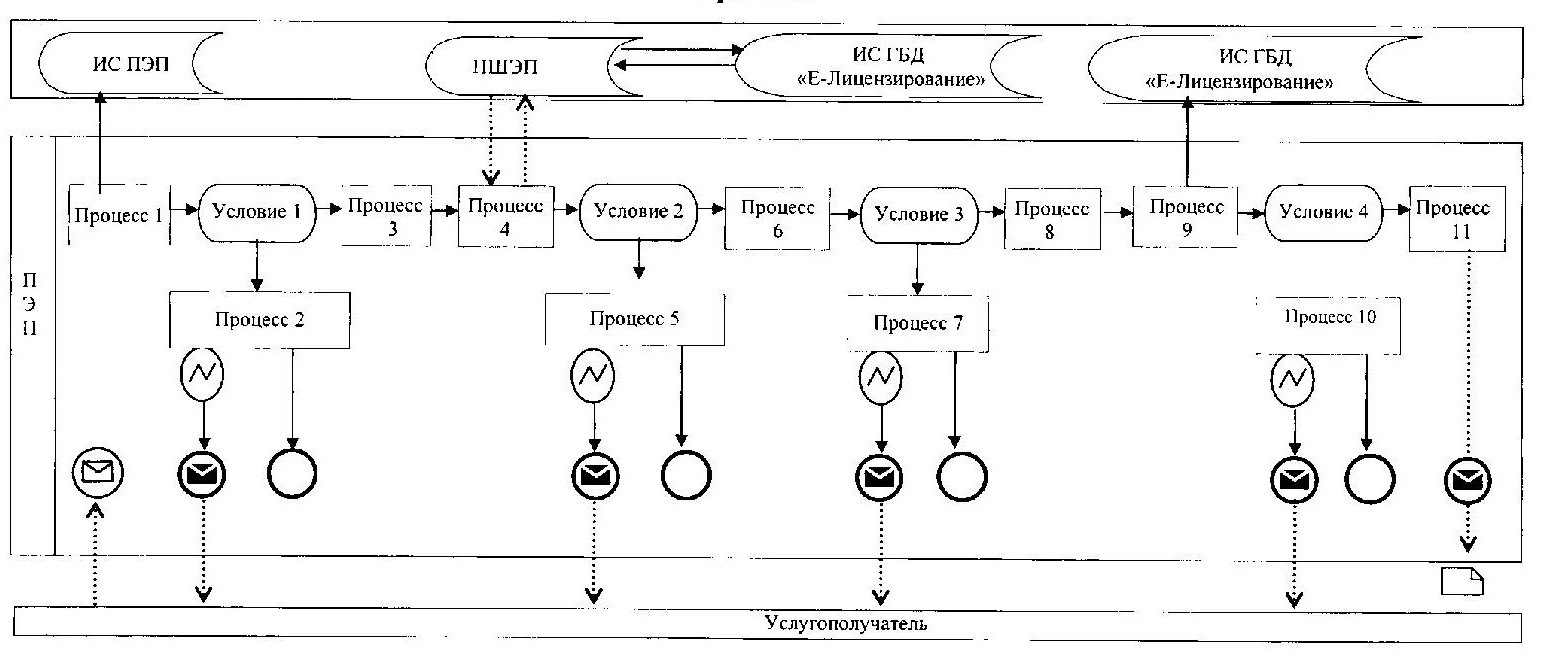 ИС ПЭП
ПШЭП
ИС ГБД
«Е-Лицензирование»
ИС ГБД
«Е-Лицензирование»
ПЭП
Процесс 1
Условие 1
Процесс
3
Процесс
4
Условие 2
Процесс
6
Условие 3
Процесс
8
Процесс
9
Условие 4
Процесс
11
Процесс 2
Процесс 5
Процесс 7
Процесс 10
Услугополучатель